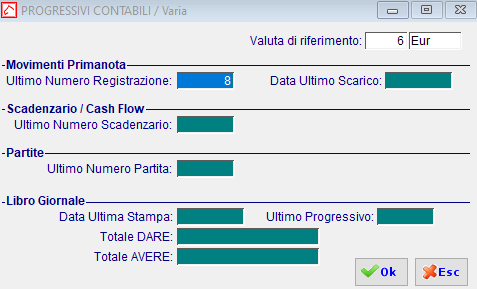 PROGRESSIVI CONTABILI / Varia
Valuta di riferimento: 6 Eur
Movimenti Primanota
Ultimo Numero Registrazione: 8 Data Ultimo Scarico:
Scadenzario / Cash Flow
Ultimo Numero Scadenzario:
Partite
Ultimo Numero Partita:
Libro Giornale
Data Ultima Stampa: Ultimo Progressivo:
Totale DARE:
Totale AVERE:
Ok Esc